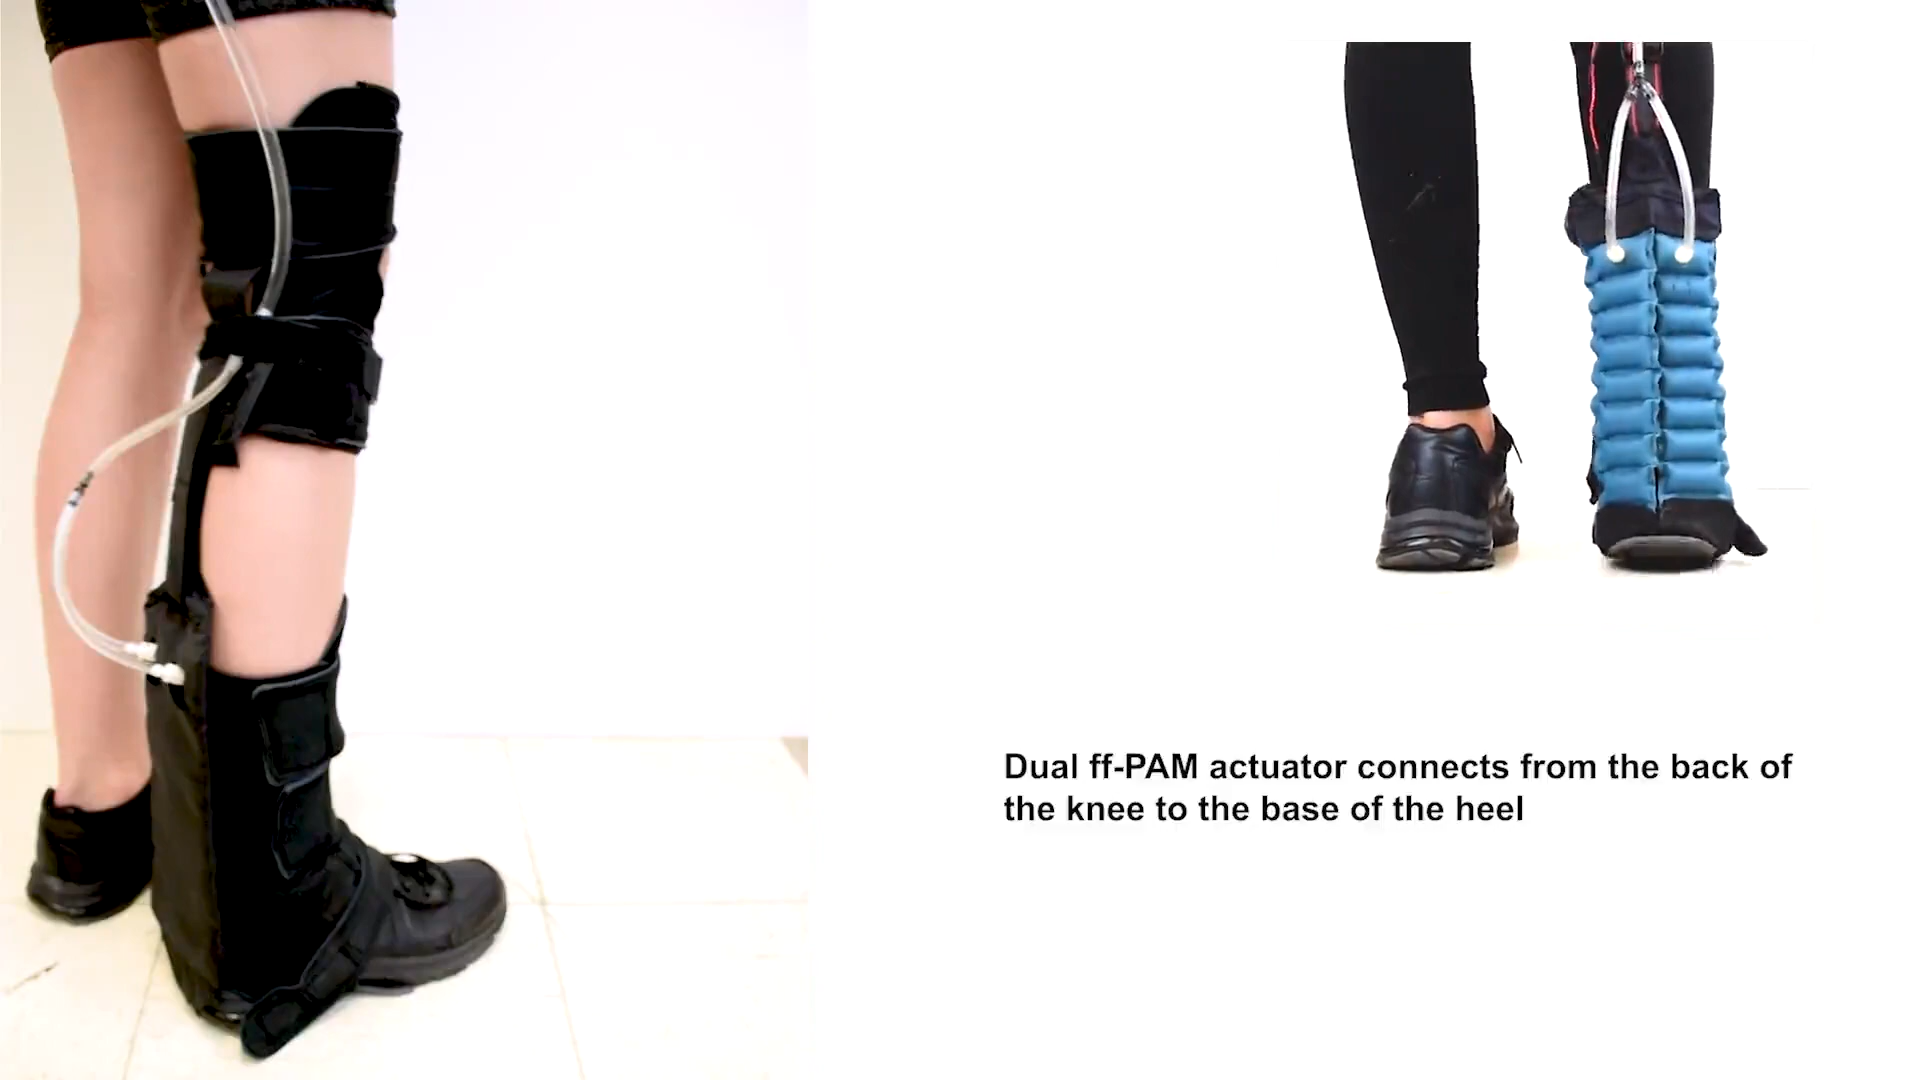 Dual ff-PAM actuator connects from the back of
the knee to the base of the heel